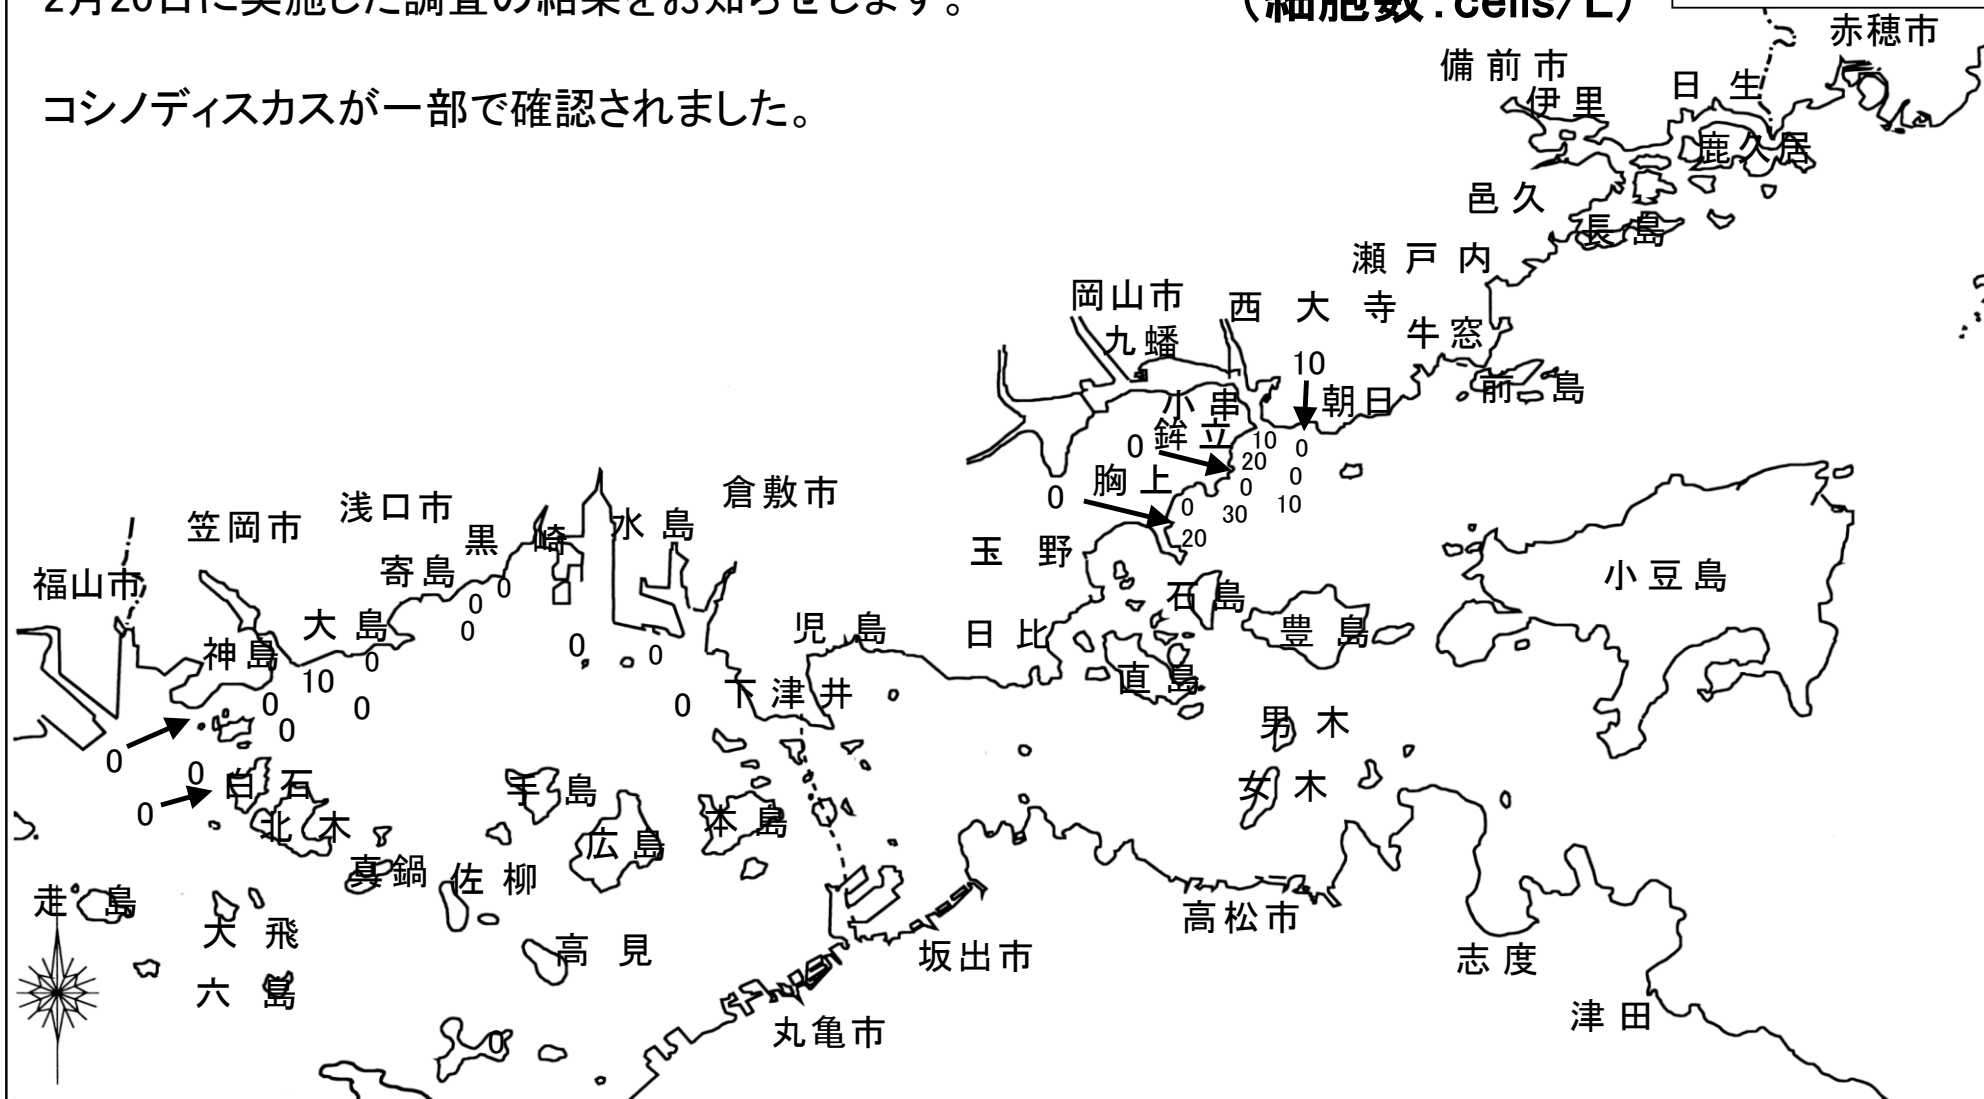 2月20日に実施した調査の結果をお知らせします。
（細胞数:cells/L）
コシノディスカスが一部で確認されました。
赤穂市
備前市
日生
伊里
鹿久居
邑久
長島
瀬戸内
岡山市
西大寺
九蟠
牛窓
10
前島
小串
朝日
0
鉾立
10
0
20
胸上
0
0
0
10
0
30
20
倉敷市
浅口市
笠岡市
水島
黒崎
玉野
寄島
福山市
小豆島
0
0
石島
大島
0
児島
日比
豊島
神島
0
0
0
10
直島
下津井
0
0
0
0
男木
0
0
白石
手島
女木
0
北木
本島
広島
真鍋
佐柳
走島
高松市
大飛
高見
坂出市
志度
六島
津田
丸亀市
0